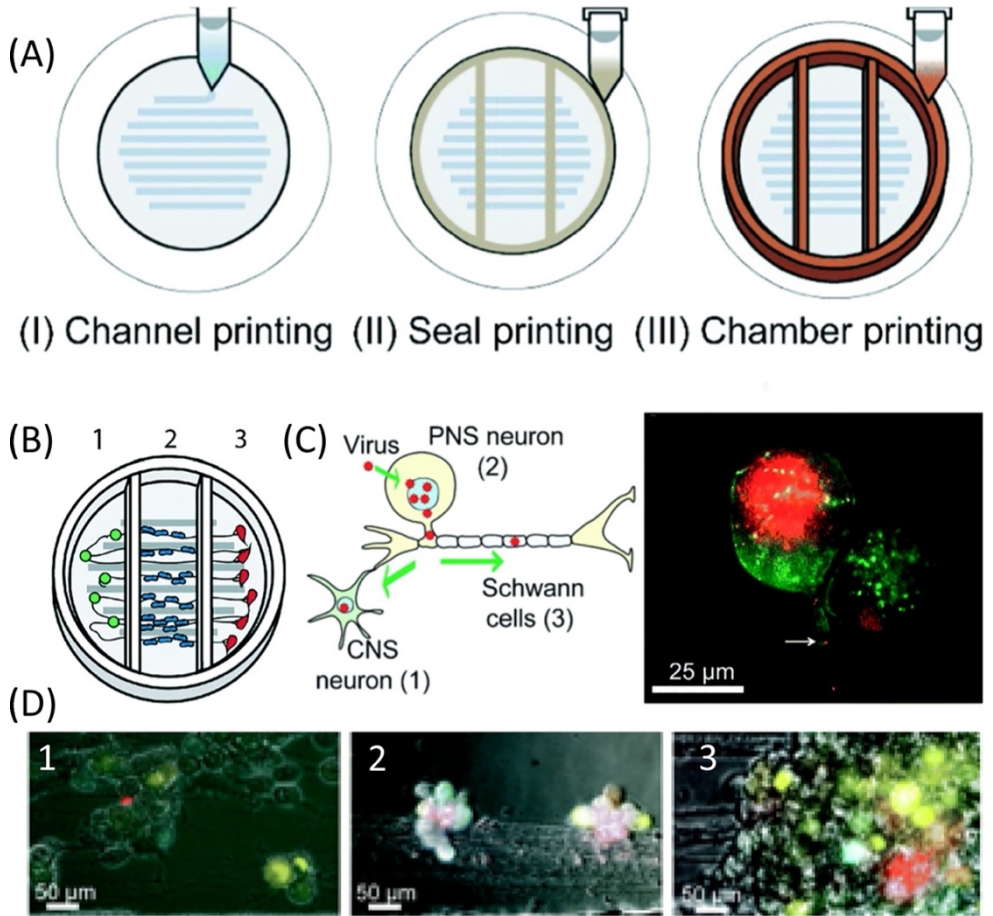 (A)
(I) Channel printing (II) Seal printing (III) Chamber printing
(B)
1 2 3
(C)
Virus
PNS neuron
(2)
Schwann
cells (3)
CNS
neuron (1)
25 µm
(D)
1
50 µm
2
50 µm
3
50 µm